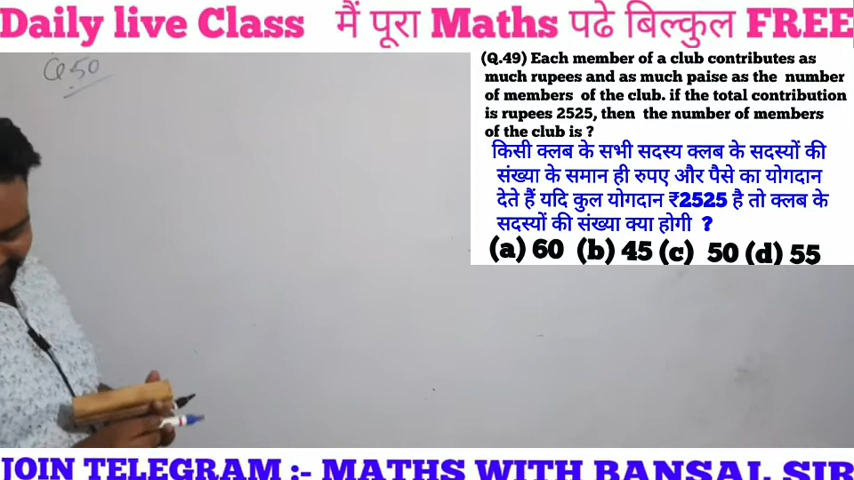 Daily live Class मैं पूरा Maths पढे बिल्कुल FREE
Q.50
(Q.49) Each member of a club contributes as
much rupees and as much paise as the number
of members of the club. if the total contribution
is rupees 2525, then the number of members
of the club is ?
किसी क्लब के सभी सदस्य क्लब के सदस्यों की
संख्या के समान ही रुपए और पैसे का योगदान
देते हैं यदि कुल योगदान ₹2525 है तो क्लब के
सदस्यों की संख्या क्या होगी ?
(a) 60 (b) 45 (c) 50 (d) 55
JOIN TELEGRAM :- MATHS WITH BANSAL SIR